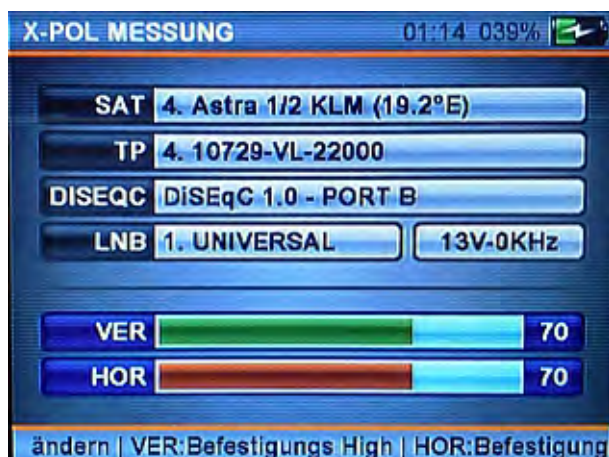 X-POL MESSUNG 01:14 039%
SAT 4. Astra 1/2 KLM (19.2°E)
TP 4. 10729-VL-22000
DISEQC DiSEqC 1.0 - PORT B
LNB 1. UNIVERSAL 13V-0KHz
VER 70
HOR 70
ändern | VER:Befestigungs High | HOR:Befestigung